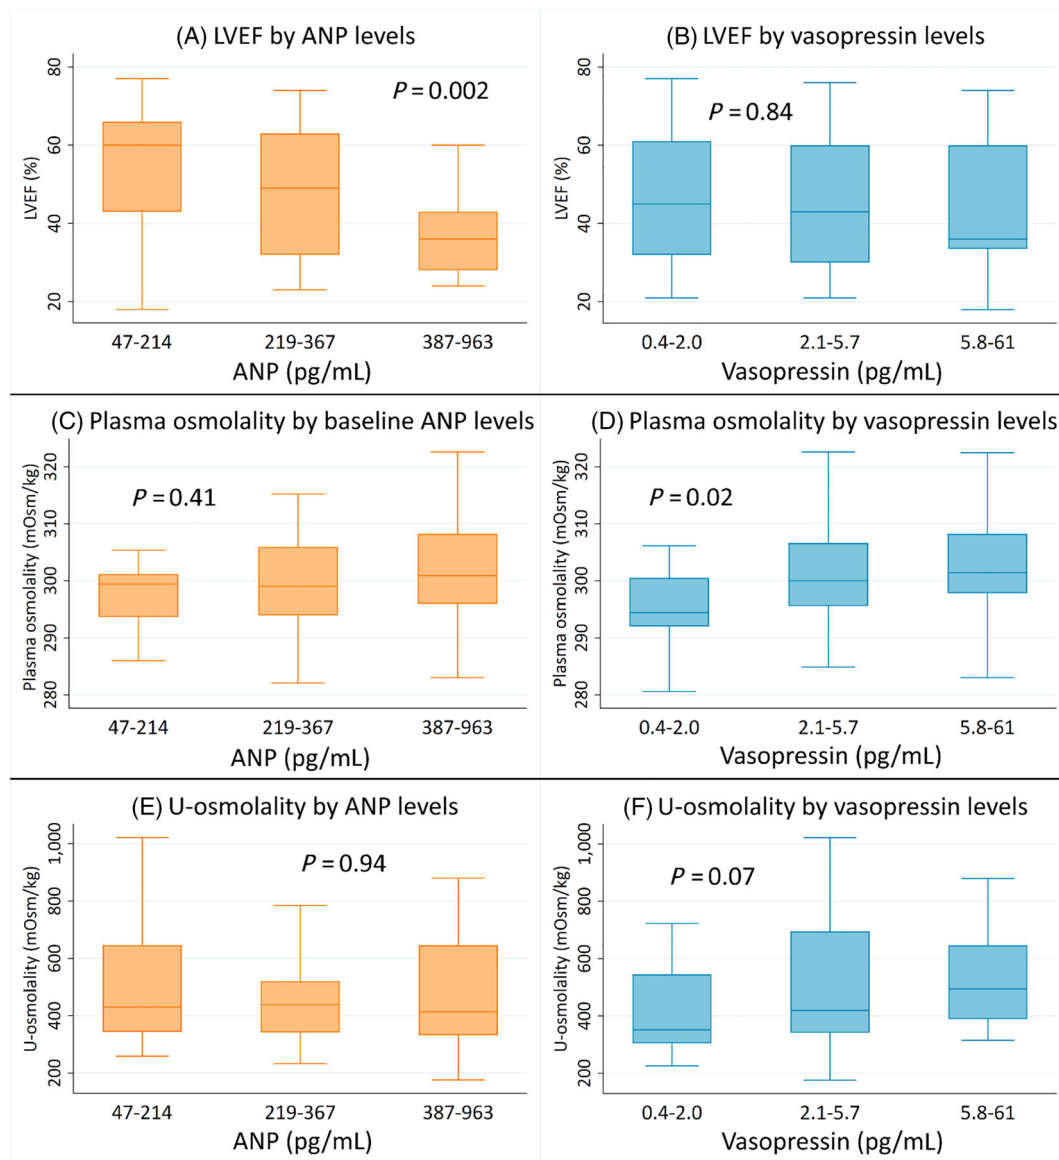 (A) LVEF by ANP levels
80
60
40
20
LVEF (%)
P = 0.002
47-214
219-367
387-963
ANP (pg/mL)
(B) LVEF by vasopressin levels
80
60
40
20
LVEF (%)
P = 0.84
0.4-2.0
2.1-5.7
5.8-61
Vasopressin (pg/mL)
(C) Plasma osmolality by baseline ANP levels
320
310
300
290
280
Plasma osmolality (mOsm/kg)
P = 0.41
47-214
219-367
387-963
ANP (pg/mL)
(D) Plasma osmolality by vasopressin levels
320
310
300
290
280
Plasma osmolality (mOsm/kg)
P = 0.02
0.4-2.0
2.1-5.7
5.8-61
Vasopressin (pg/mL)
(E) U-osmolality by ANP levels
1,000
800
600
400
200
U-osmolality (mOsm/kg)
P = 0.94
47-214
219-367
387-963
ANP (pg/mL)
(F) U-osmolality by vasopressin levels
1,000
800
600
400
200
U-osmolality (mOsm/kg)
P = 0.07
0.4-2.0
2.1-5.7
5.8-61
Vasopressin (pg/mL)